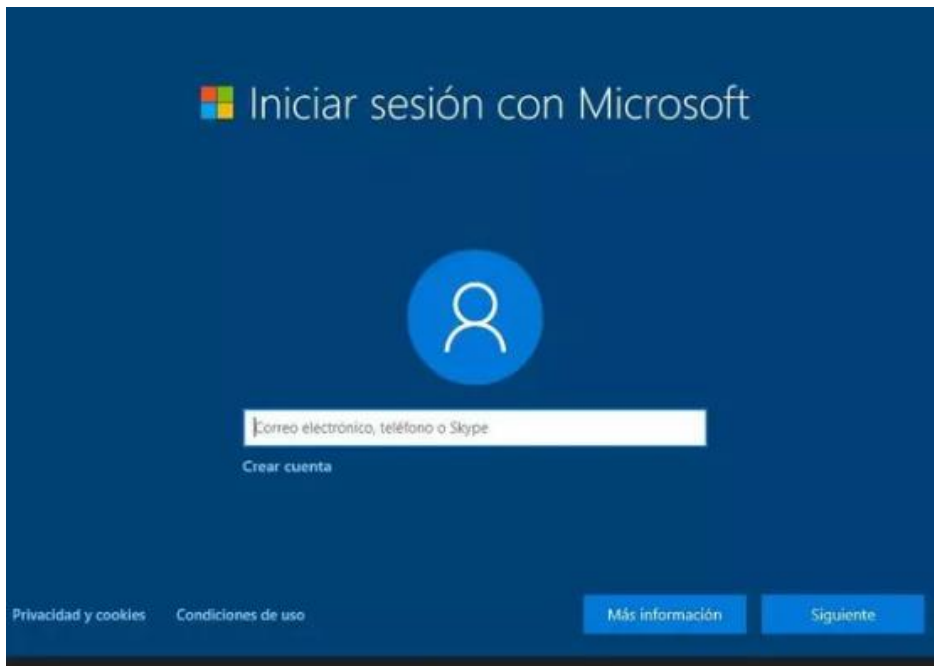 Iniciar sesión con Microsoft
Correo electrónico, teléfono o Skype
Crear cuenta
Privacidad y cookies
Condiciones de uso
Más información
Siguiente